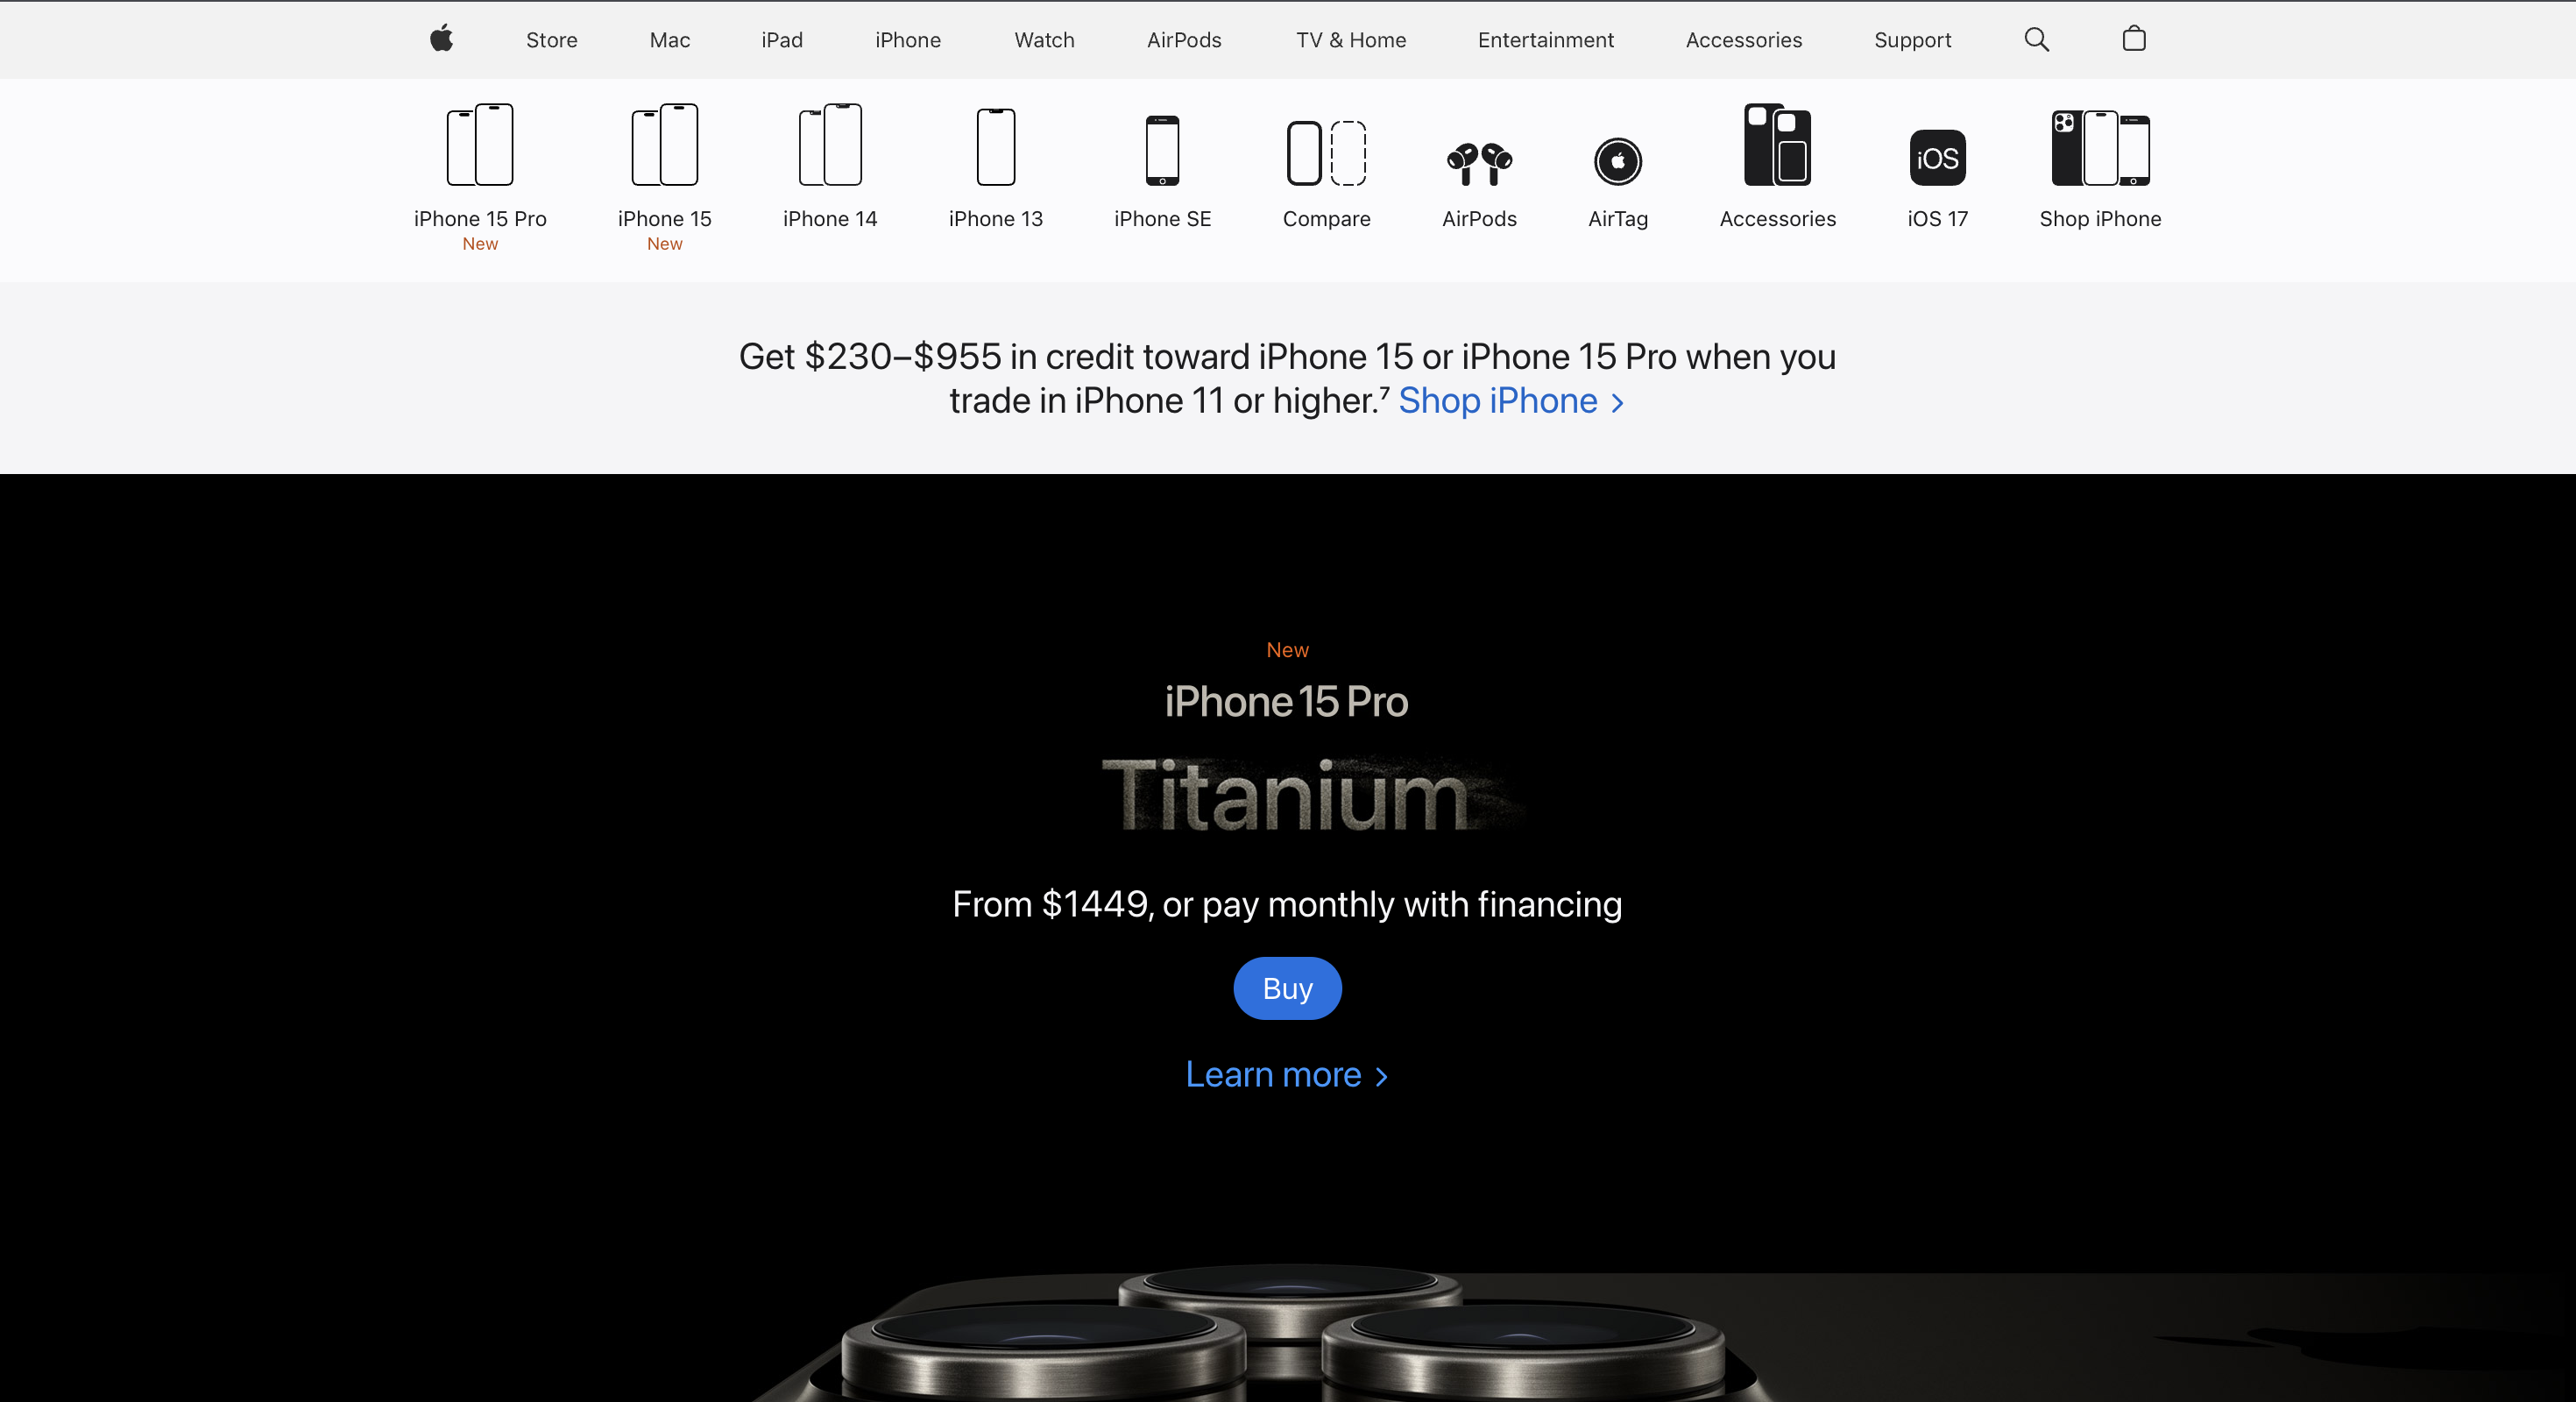 Store Mac iPad iPhone Watch AirPods TV & Home Entertainment Accessories Support
iOS
iPhone 15 Pro iPhone 15 iPhone 14 iPhone 13 iPhone SE Compare AirPods AirTag Accessories iOS 17 Shop iPhone
New New
Get $230–$955 in credit toward iPhone 15 or iPhone 15 Pro when you
trade in iPhone 11 or higher.⁷ Shop iPhone >
New
iPhone 15 Pro
Titanium
From $1449, or pay monthly with financing
Buy
Learn more >